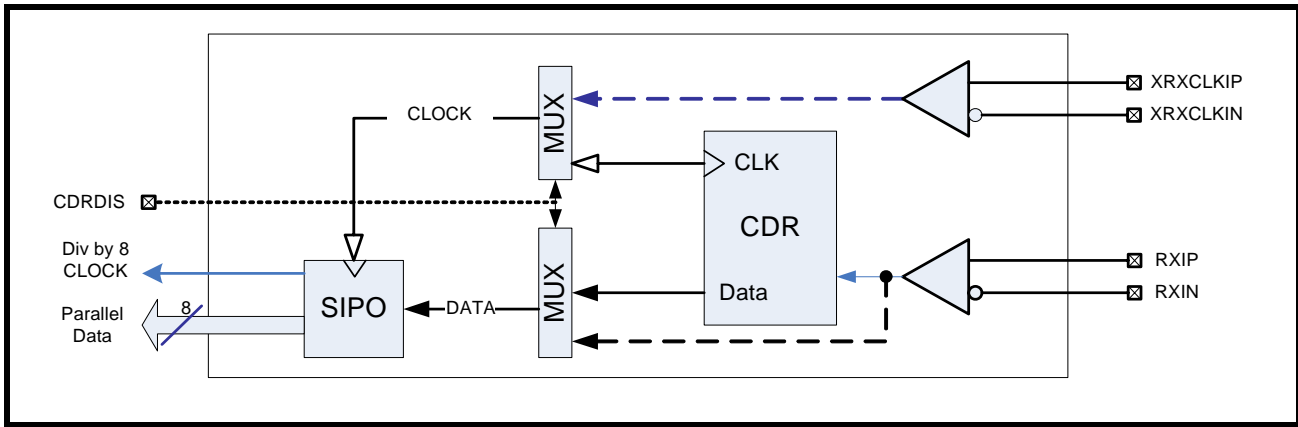 XRXCLKIP
CLOCK
MUX
XRXCLKIN
CLK
CDRDIS
CDR
Div by 8
CLOCK
RXIP
MUX
Data
RXIN
SIPO
DATA
8
Parallel
Data